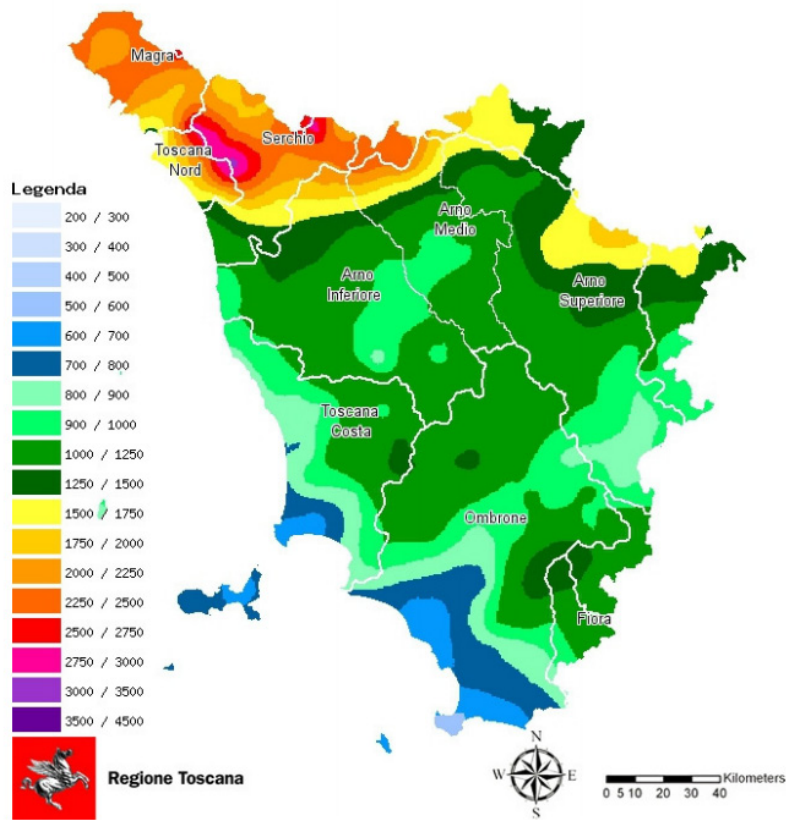 Magra
Serchio
Toscana
Nord
Legenda
200 / 300
300 / 400
400 / 500
500 / 600
600 / 700
700 / 800
800 / 900
900 / 1000
1000 / 1250
1250 / 1500
1500 / 1750
1750 / 2000
2000 / 2250
2250 / 2500
2500 / 2750
2750 / 3000
3000 / 3500
3500 / 4500
Arno
Medio
Arno
Inferiore
Arno
Superiore
Toscana
Costa
Ombrone
Fiora
Regione Toscana
N
W E
S
Kilometers
0 5 10 20 30 40